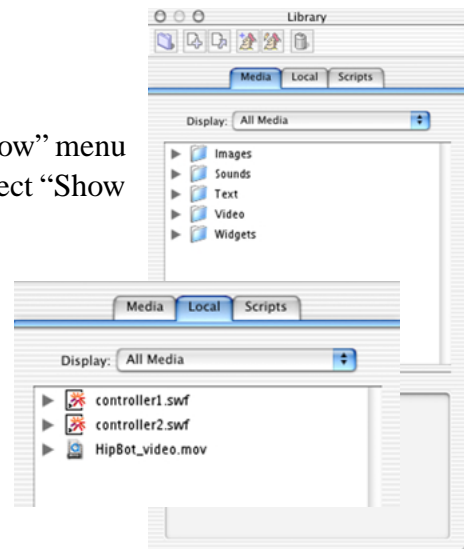 Library
Media Local Scripts
Display: All Media
ow” menu
ect “Show
Images
Sounds
Text
Video
Widgets
Media Local Scripts
Display: All Media
controller1.swf
controller2.swf
HipBot_video.mov